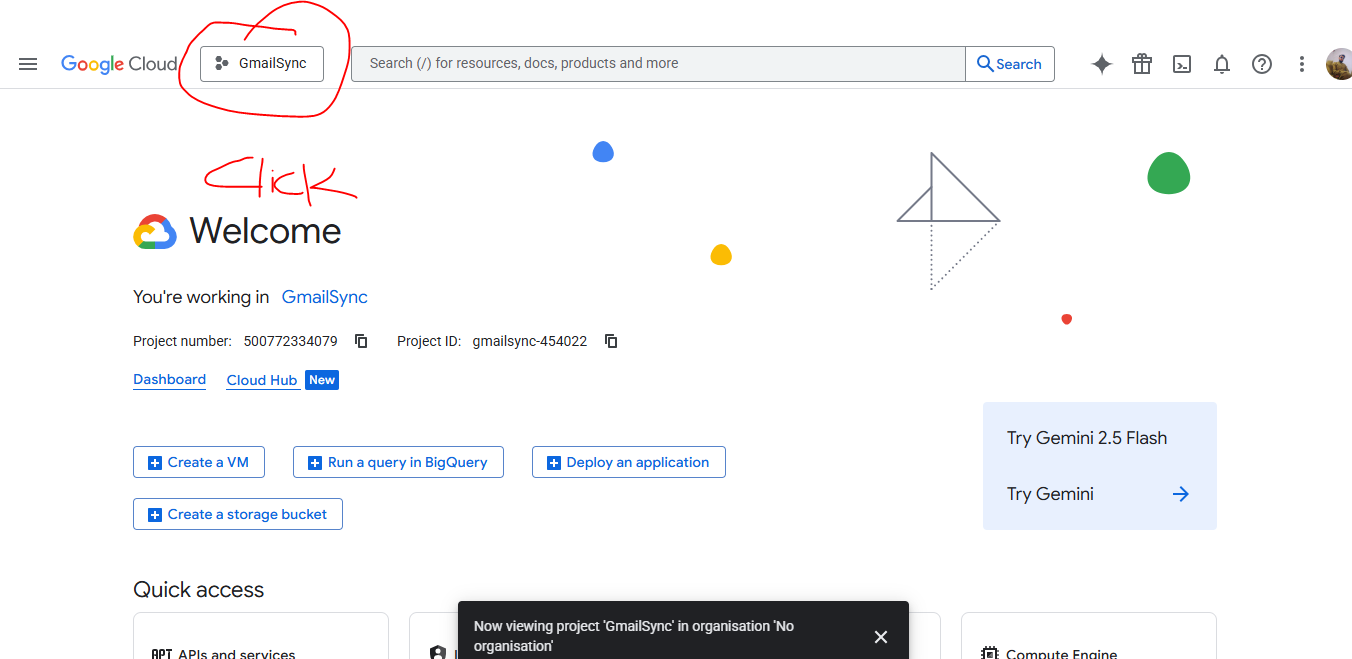 Google Cloud
GmailSync
Search (/) for resources, docs, products and more
Search
Click
Welcome
You're working in GmailSync
Project number: 500772334079 Project ID: gmailsync-454022
Dashboard Cloud Hub New
Create a VM Run a query in BigQuery Deploy an application
Create a storage bucket
Try Gemini 2.5 Flash
Try Gemini
Quick access
Now viewing project 'GmailSync' in organisation 'No
organisation'
API APIs and services
Compute Engine